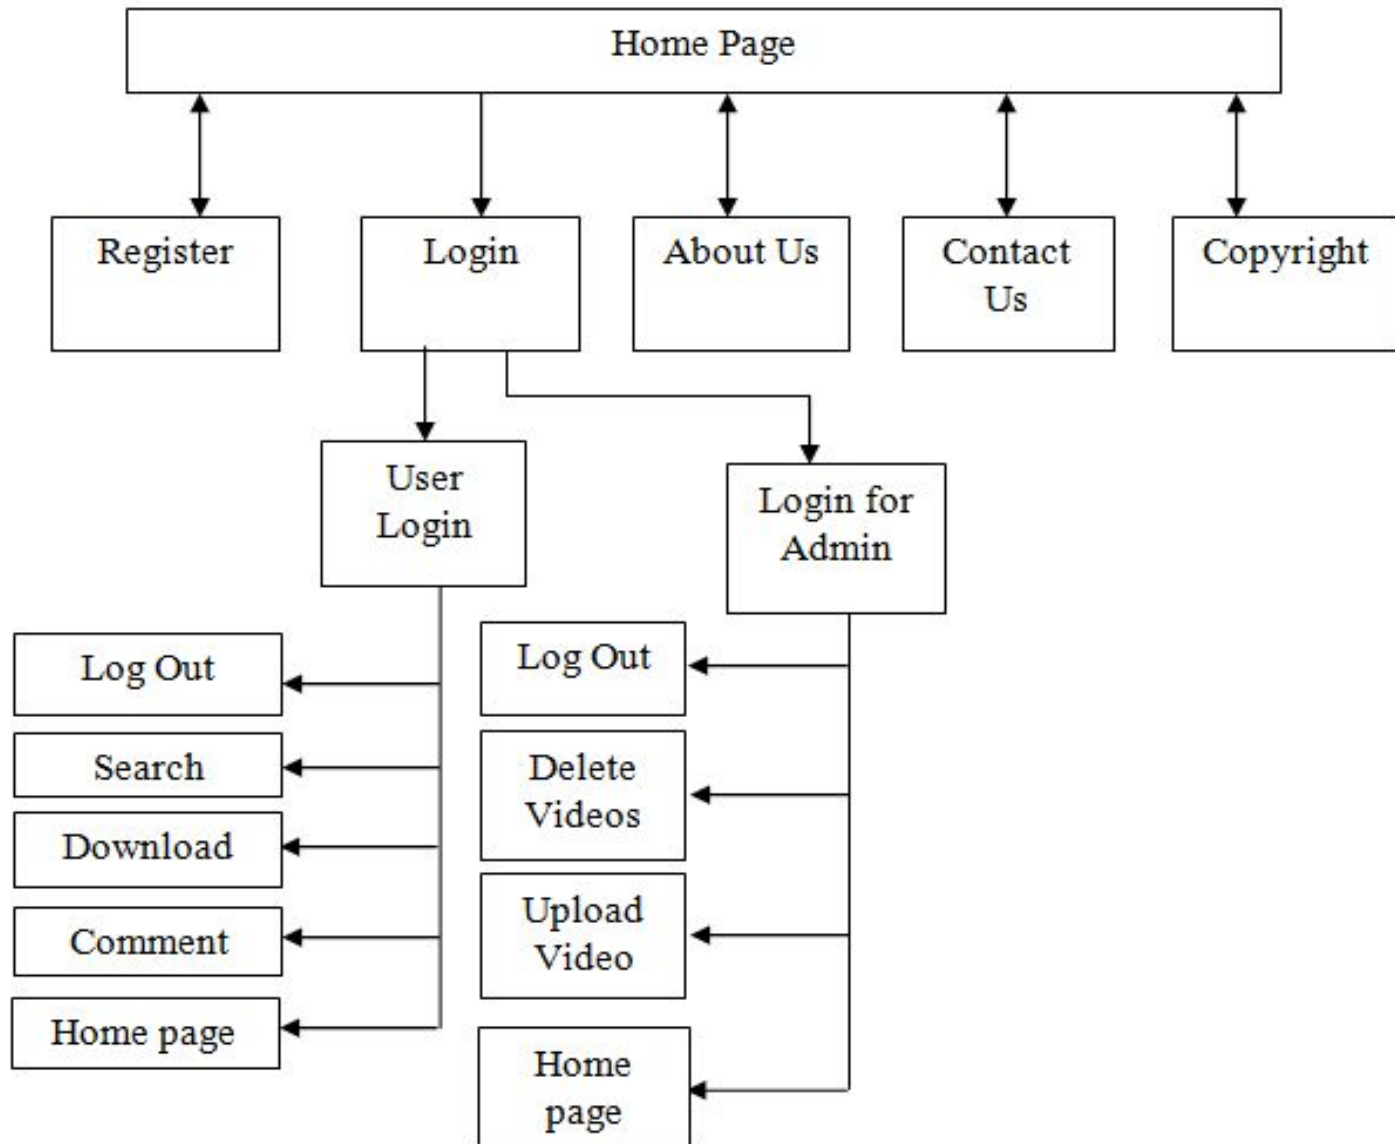 Home Page
Register
Login
About Us
Contact
Us
Copyright
User
Login
Login for
Admin
Log Out
Search
Download
Comment
Home page
Log Out
Delete
Videos
Upload
Video
Home
page